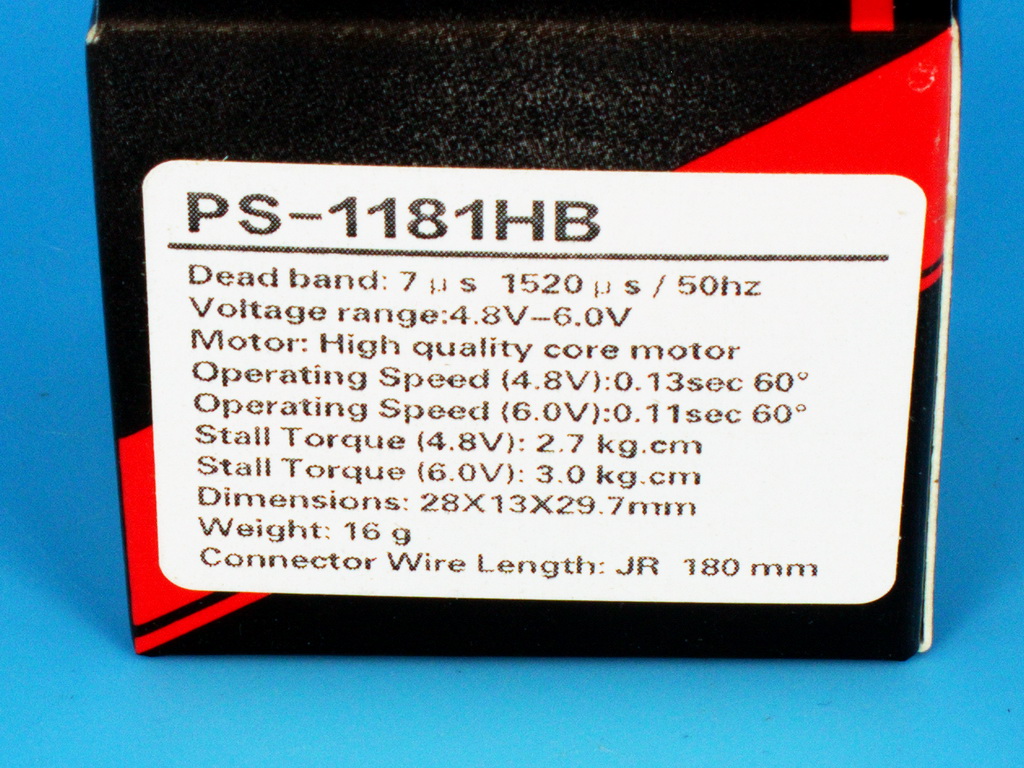 PS-1181HB
Dead band: 7 μ s 1520 μ s / 50hz
Voltage range:4.8V-6.0V
Motor: High quality core motor
Operating Speed (4.8V):0.13sec 60°
Operating Speed (6.0V):0.11sec 60°
Stall Torque (4.8V): 2.7 kg.cm
Stall Torque (6.0V): 3.0 kg.cm
Dimensions: 28X13X29.7mm
Weight: 16 g
Connector Wire Length: JR 180 mm